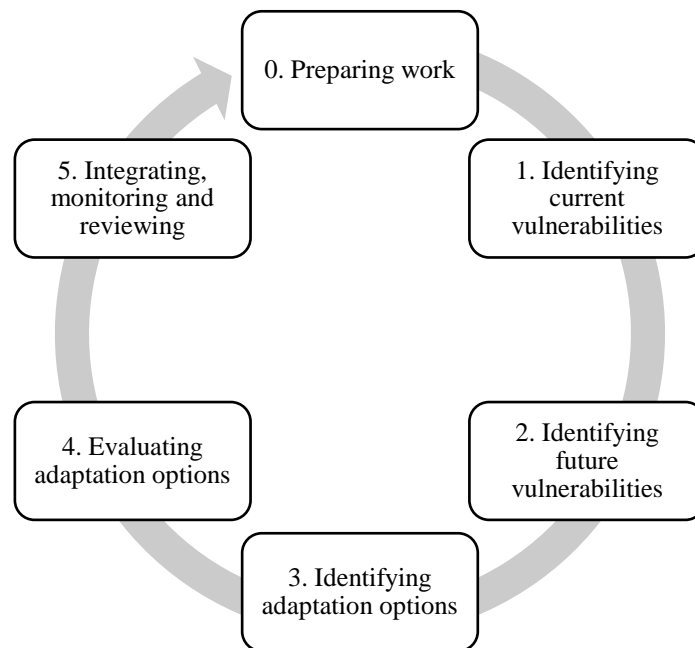 0. Preparing work
1. Identifying
current
vulnerabilities
2. Identifying
future
vulnerabilities
3. Identifying
adaptation options
4. Evaluating
adaptation options
5. Integrating,
monitoring and
reviewing